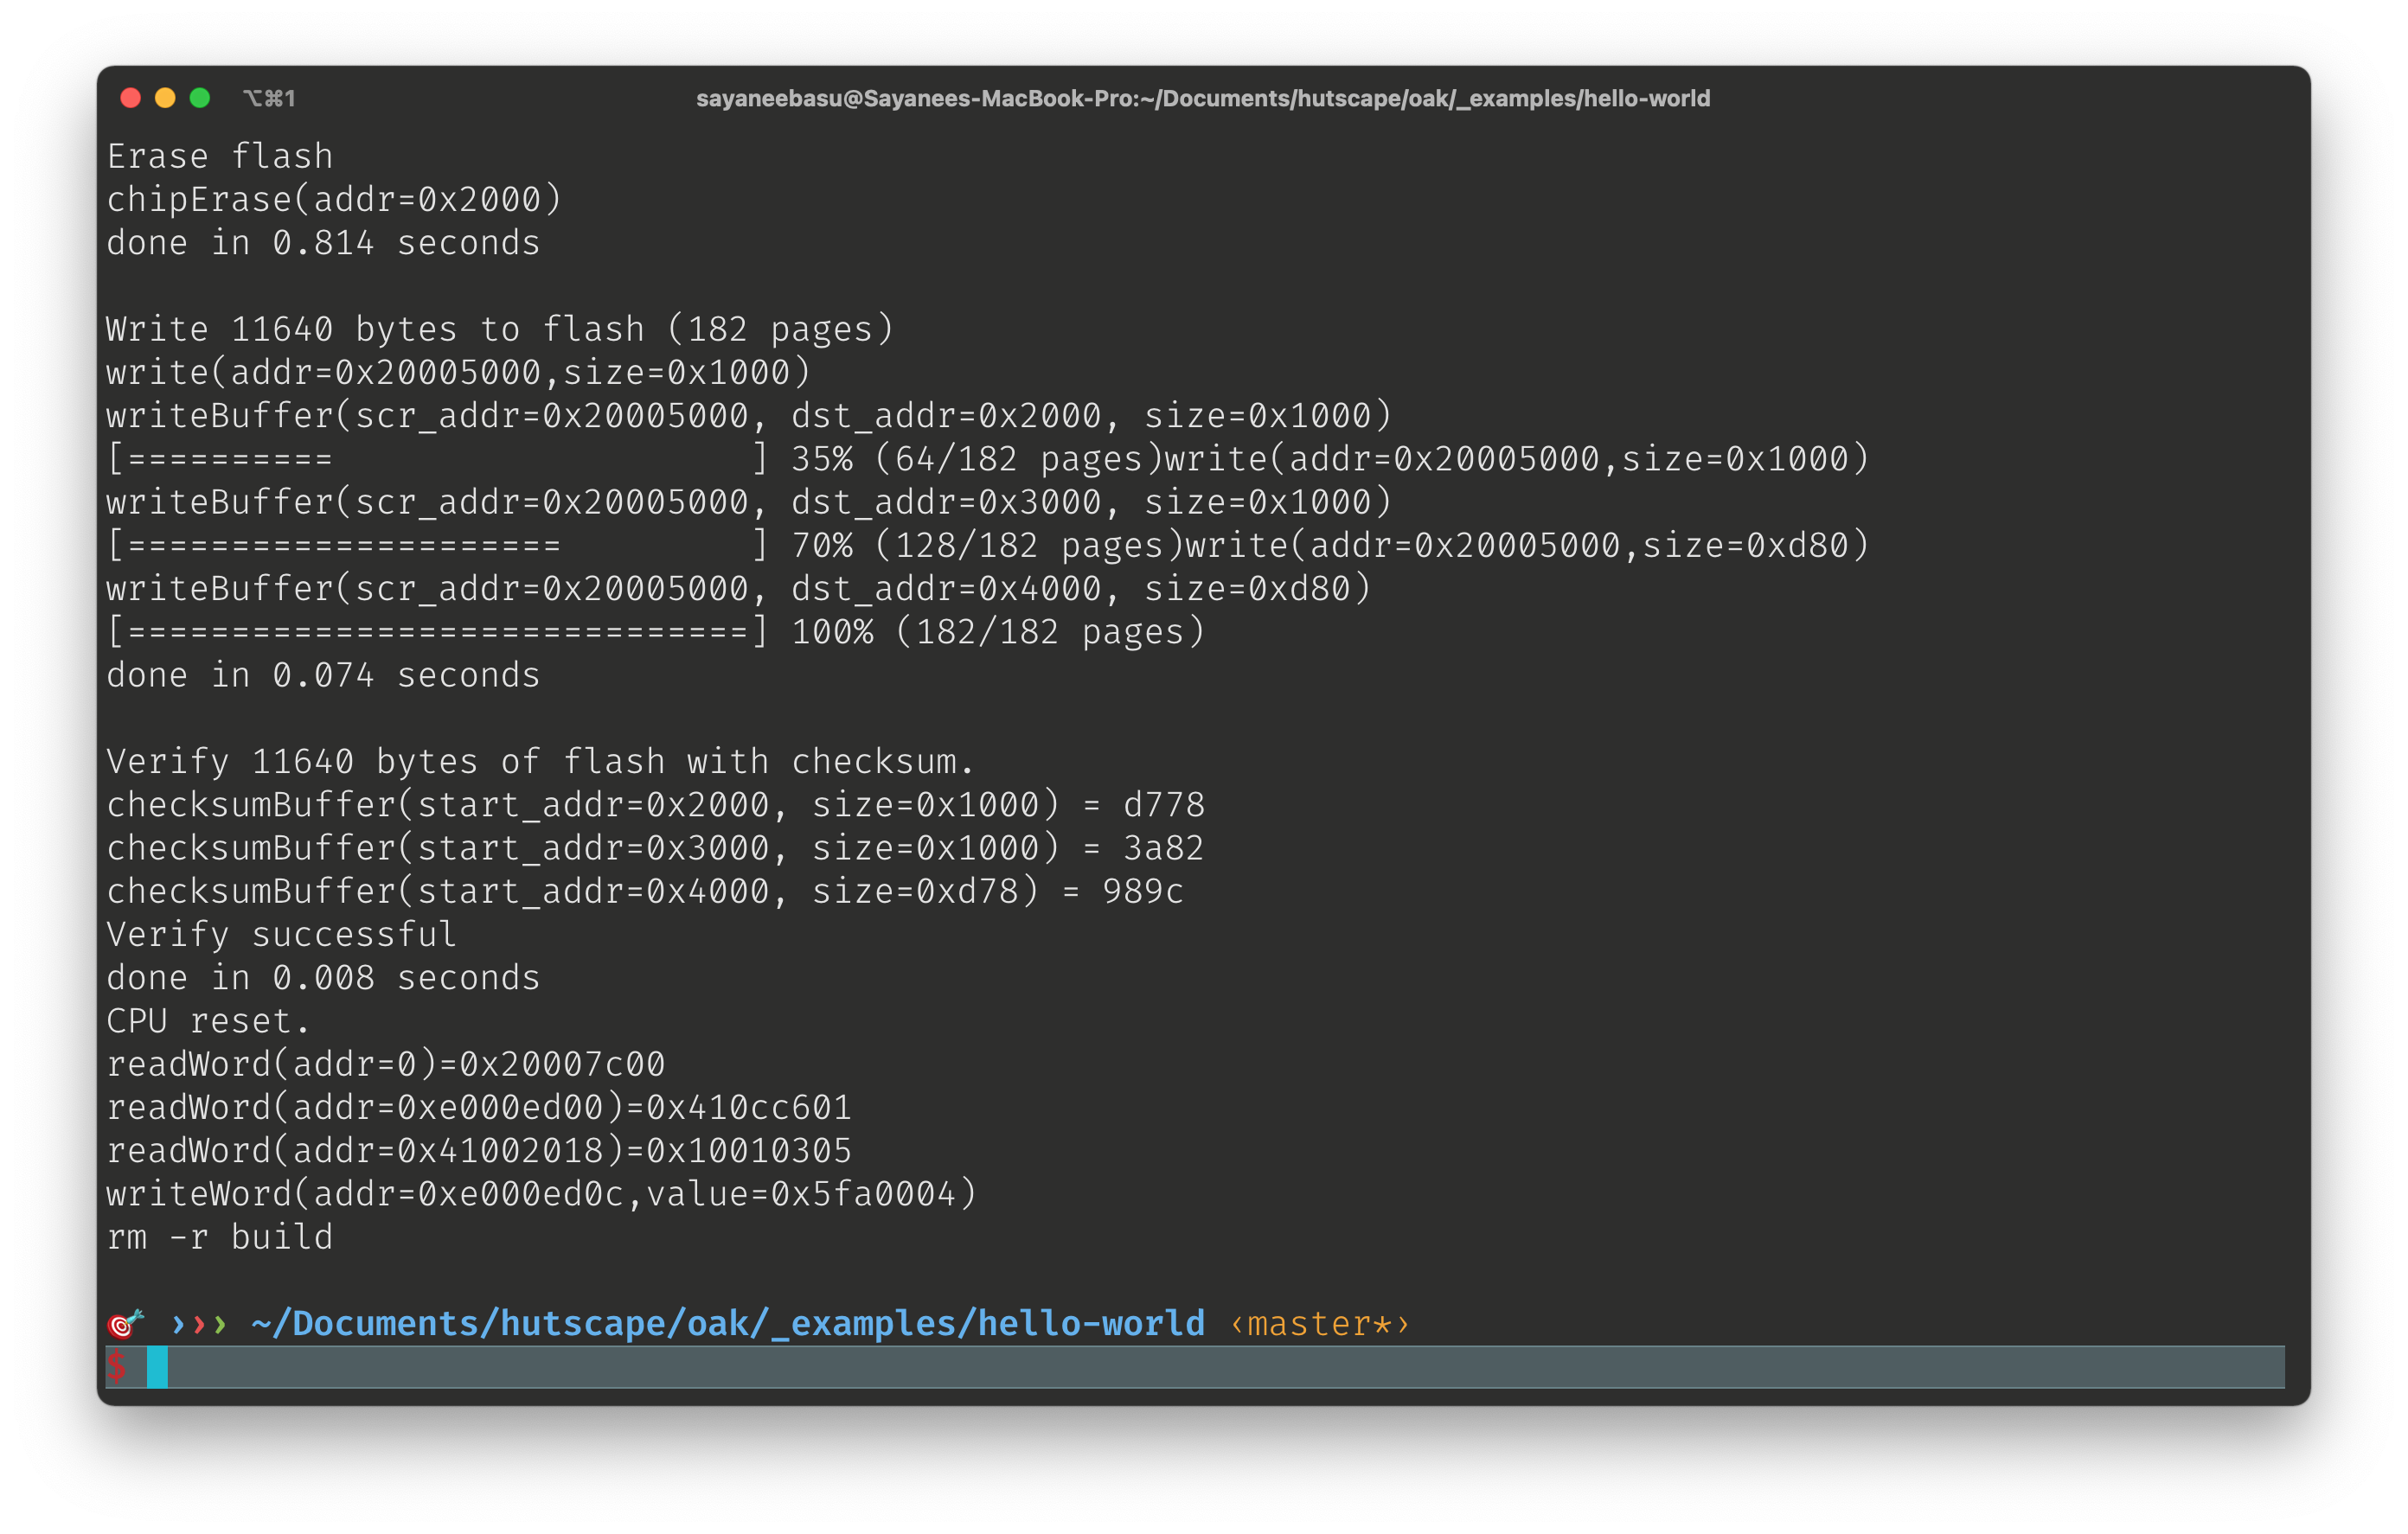 ⌥⌘1 sayaneebasu@Sayanees-MacBook-Pro:~/Documents/hutscape/oak/_examples/hello-world
Erase flash
chipErase(addr=0x2000)
done in 0.814 seconds
Write 11640 bytes to flash (182 pages)
write(addr=0x20005000,size=0x1000)
writeBuffer(scr_addr=0x20005000, dst_addr=0x2000, size=0x1000)
[==========                    ] 35% (64/182 pages)write(addr=0x20005000,size=0x1000)
writeBuffer(scr_addr=0x20005000, dst_addr=0x3000, size=0x1000)
[=====================         ] 70% (128/182 pages)write(addr=0x20005000,size=0xd80)
writeBuffer(scr_addr=0x20005000, dst_addr=0x4000, size=0xd80)
[==============================] 100% (182/182 pages)
done in 0.074 seconds
Verify 11640 bytes of flash with checksum.
checksumBuffer(start_addr=0x2000, size=0x1000) = d778
checksumBuffer(start_addr=0x3000, size=0x1000) = 3a82
checksumBuffer(start_addr=0x4000, size=0xd78) = 989c
Verify successful
done in 0.008 seconds
CPU reset.
readWord(addr=0)=0x20007c00
readWord(addr=0xe000ed00)=0x410cc601
readWord(addr=0x41002018)=0x10010305
writeWord(addr=0xe000ed0c,value=0x5fa0004)
rm -r build
🎯 ››› ~/Documents/hutscape/oak/_examples/hello-world ‹master*›
$